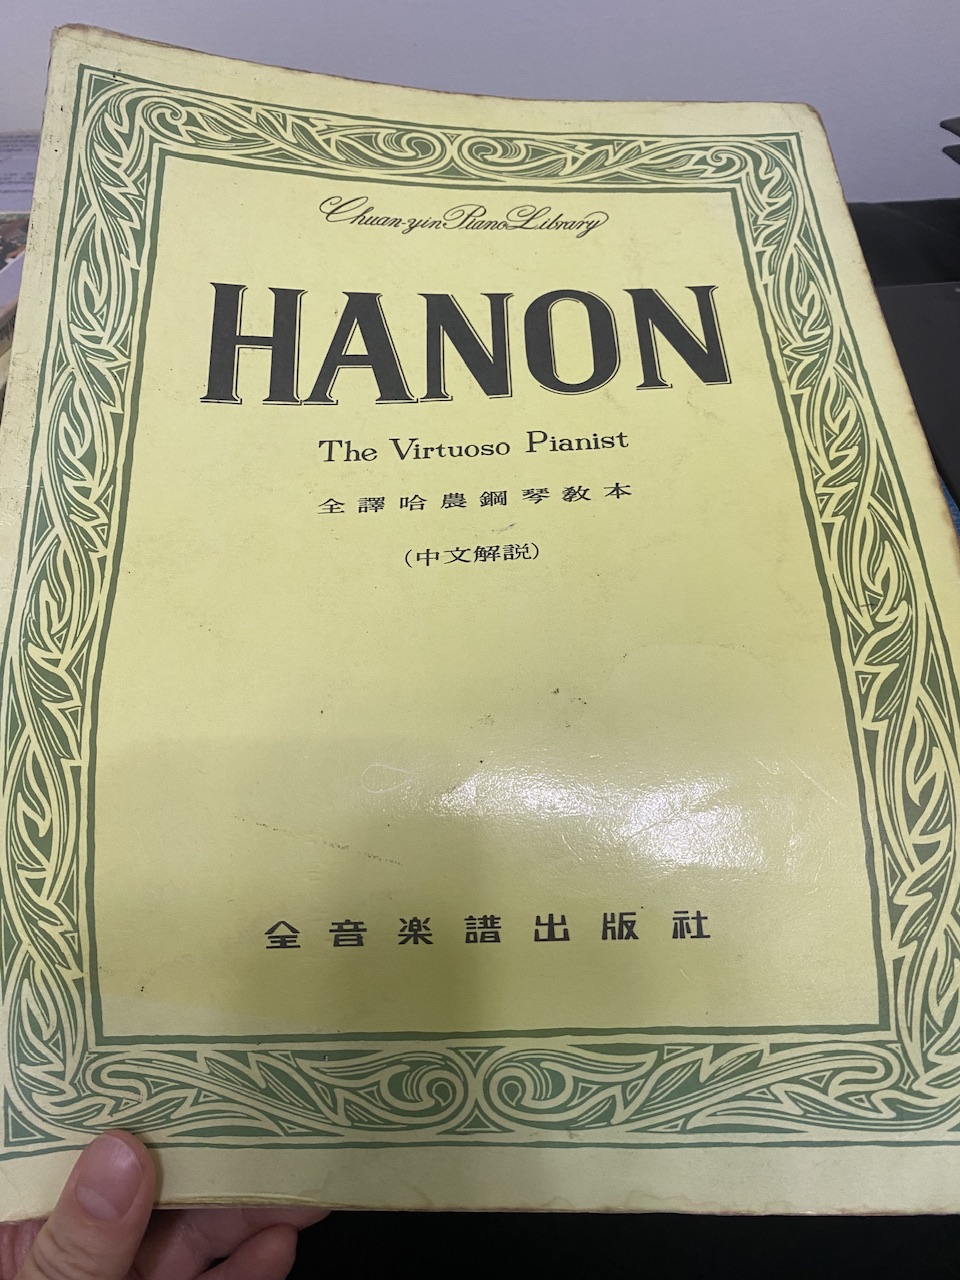 Chuan-yin Piano Library
HANON
The Virtuoso Pianist
全譯哈農鋼琴教本
(中文解説)
全音楽譜出版社